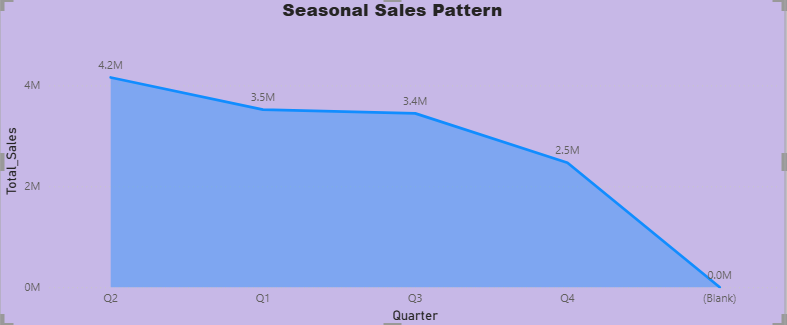 Seasonal Sales Pattern
4.2M
3.5M
3.4M
2.5M
0.0M
4M
2M
0M
Total_Sales
Q2 Q1 Q3 Q4 (Blank)
Quarter